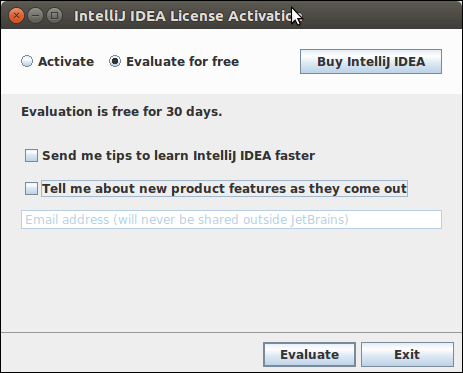 IntelliJ IDEA License Activation
Activate
Evaluate for free
Buy IntelliJ IDEA
Evaluation is free for 30 days.
Send me tips to learn IntelliJ IDEA faster
Tell me about new product features as they come out
Email address (will never be shared outside JetBrains)
Evaluate
Exit